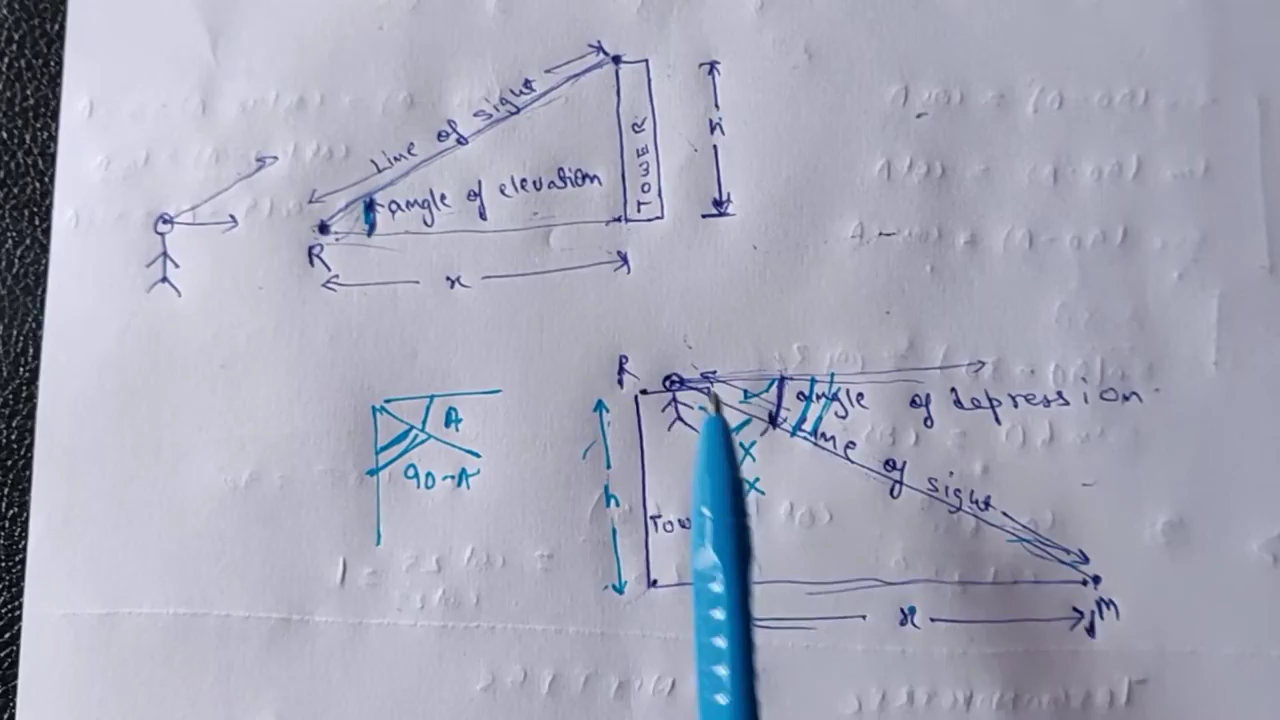 Line of sight
TOWER
h
angle of elevation
R
x
R
angle of depression
A
Line of sight
90-A
h
Tow
x
M